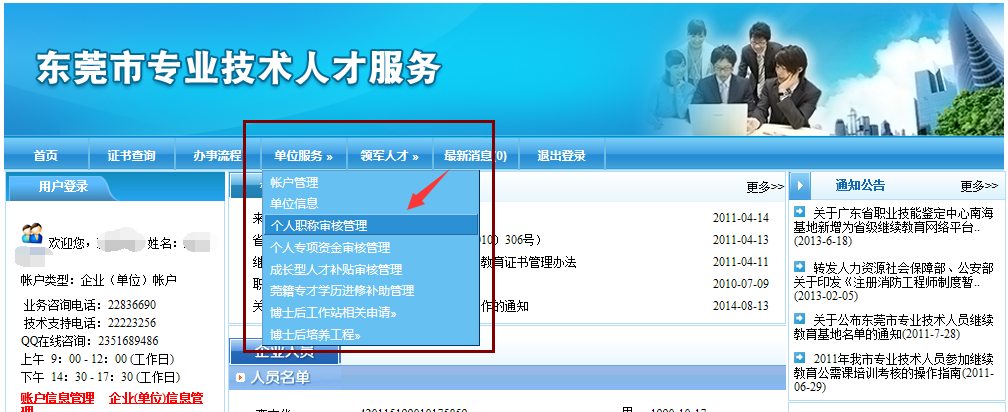 东莞市专业技术人才服务
首页 证书查询 办事流程 单位服务 » 领军人才 » 最新消息(0) 退出登录
用户登录
欢迎您， 姓名：
帐户类型：企业（单位）帐户
业务咨询电话：22836690
技术支持电话：22223256
QQ在线咨询：2351689486
上午 9：00 - 12：00 (工作日)
下午 14：30 - 17：30 (工作日)
账户信息管理 企业(单位)信息管
理
帐户管理
单位信息
个人职称审核管理
个人专项资金审核管理
成长型人才补贴审核管理
莞籍专才学历进修补助管理
博士后工作站相关申请»
博士后培养工程»
更多>>
2011-04-14
306号） 2013-04-13
教育证书管理办法 2011-04-11
2010-07-09
作的通知 2014-08-13
企业人员
人员名单
通知公告 更多>>
关于广东省职业技能鉴定中心南海
基地新增为省级继续教育网络平台..
(2013-6-18)
转发人力资源社会保障部、公安部
关于印发《注册消防工程师制度暂..
(2013-02-05)
关于公布东莞市专业技术人员继续
教育基地名单的通知(2011-7-28)
2011年我市专业技术人员参加继续
教育公需课培训考核的操作指南(2011-
06-29)